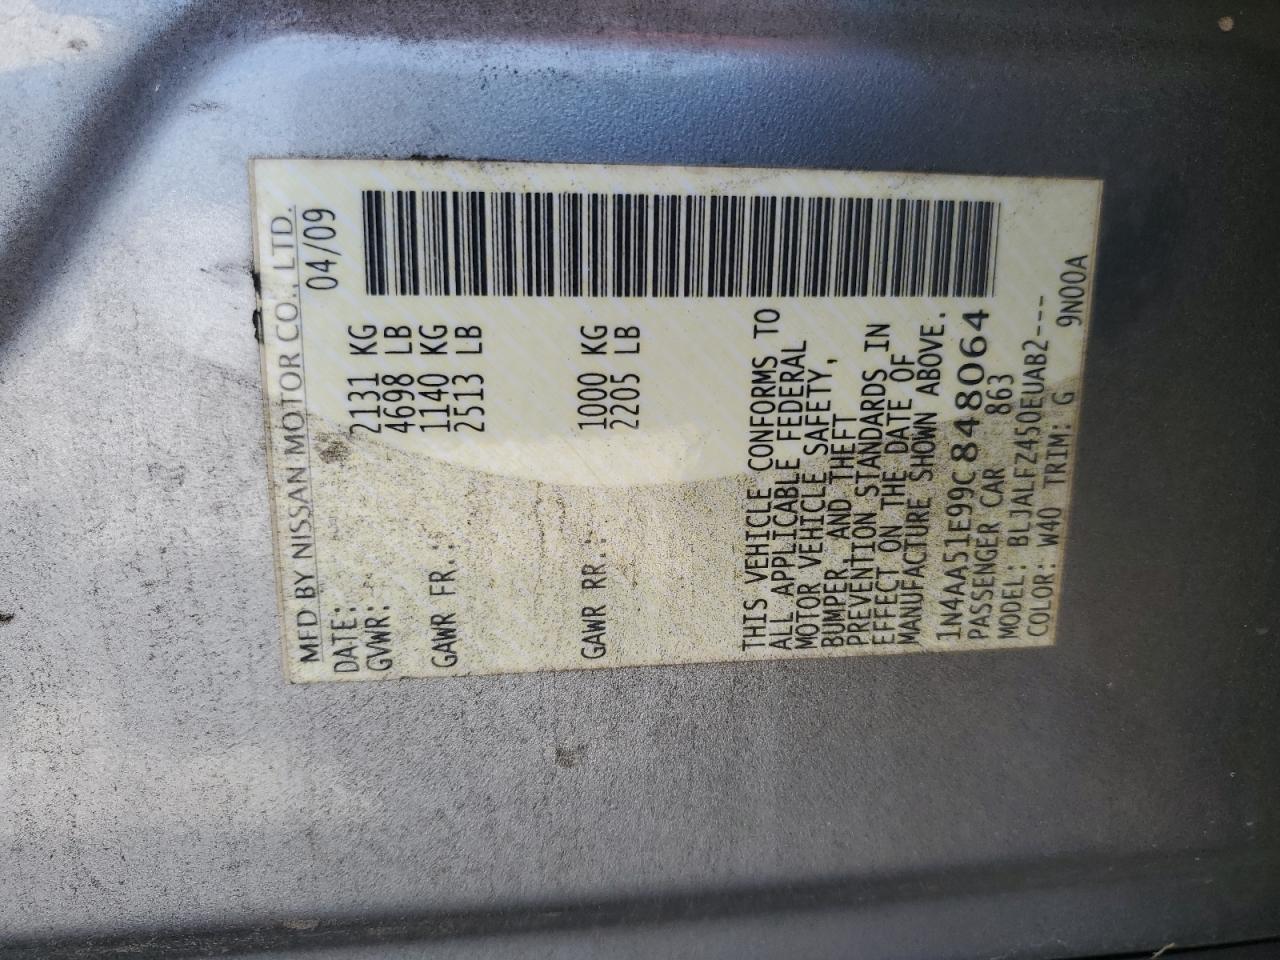 MFD BY NISSAN MOTOR CO., LTD.
DATE: 04/09
GVWR: 2131 KG
4698 LB
GAWR FR.: 1140 KG
2513 LB
GAWR RR.: 1000 KG
2205 LB
THIS VEHICLE CONFORMS TO
ALL APPLICABLE FEDERAL
MOTOR VEHICLE SAFETY,
BUMPER, AND THEFT
PREVENTION STANDARDS IN
EFFECT ON THE DATE OF
MANUFACTURE SHOWN ABOVE.
1N4AA51E99C848064
PASSENGER CAR 863
MODEL: BLJALFZ450EUAB2---
COLOR: W40 TRIM: G 9N00A